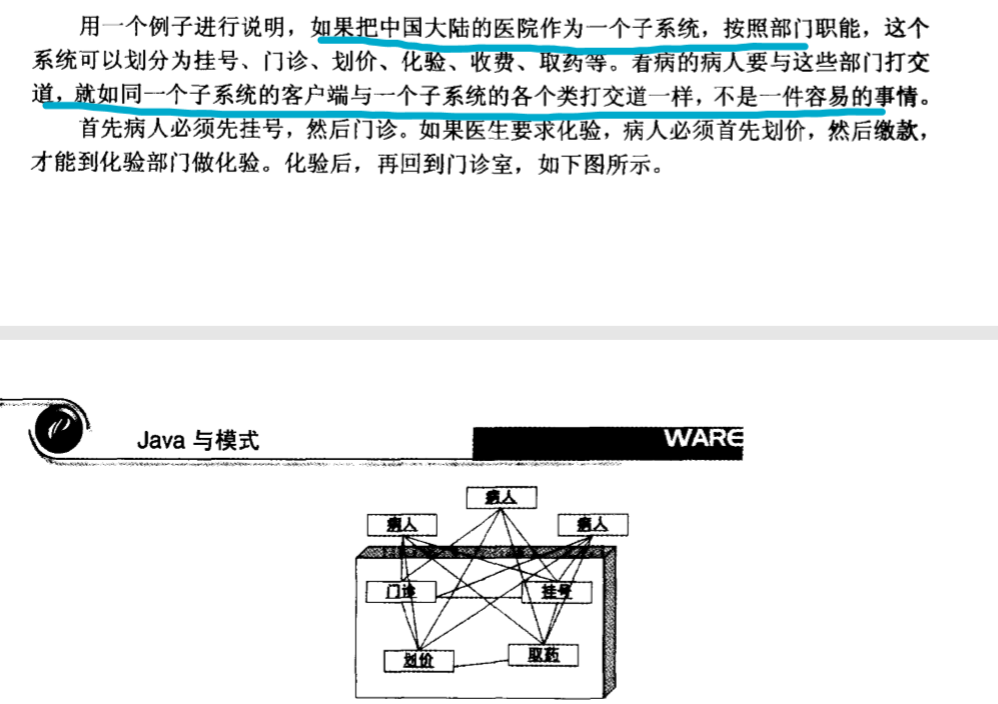 用一个例子进行说明，如果把中国大陆的医院作为一个子系统，按照部门职能，这个
系统可以划分为挂号、门诊、划价、化验、收费、取药等。看病的病人要与这些部门打交
道，就如同一个子系统的客户端与一个子系统的各个类打交道一样，不是一件容易的事情。
首先病人必须先挂号，然后门诊。如果医生要求化验，病人必须首先划价，然后缴款，
才能到化验部门做化验。化验后，再回到门诊室，如下图所示。
Java 与模式
WARE
病人
病人
病人
门诊
挂号
划价
取药